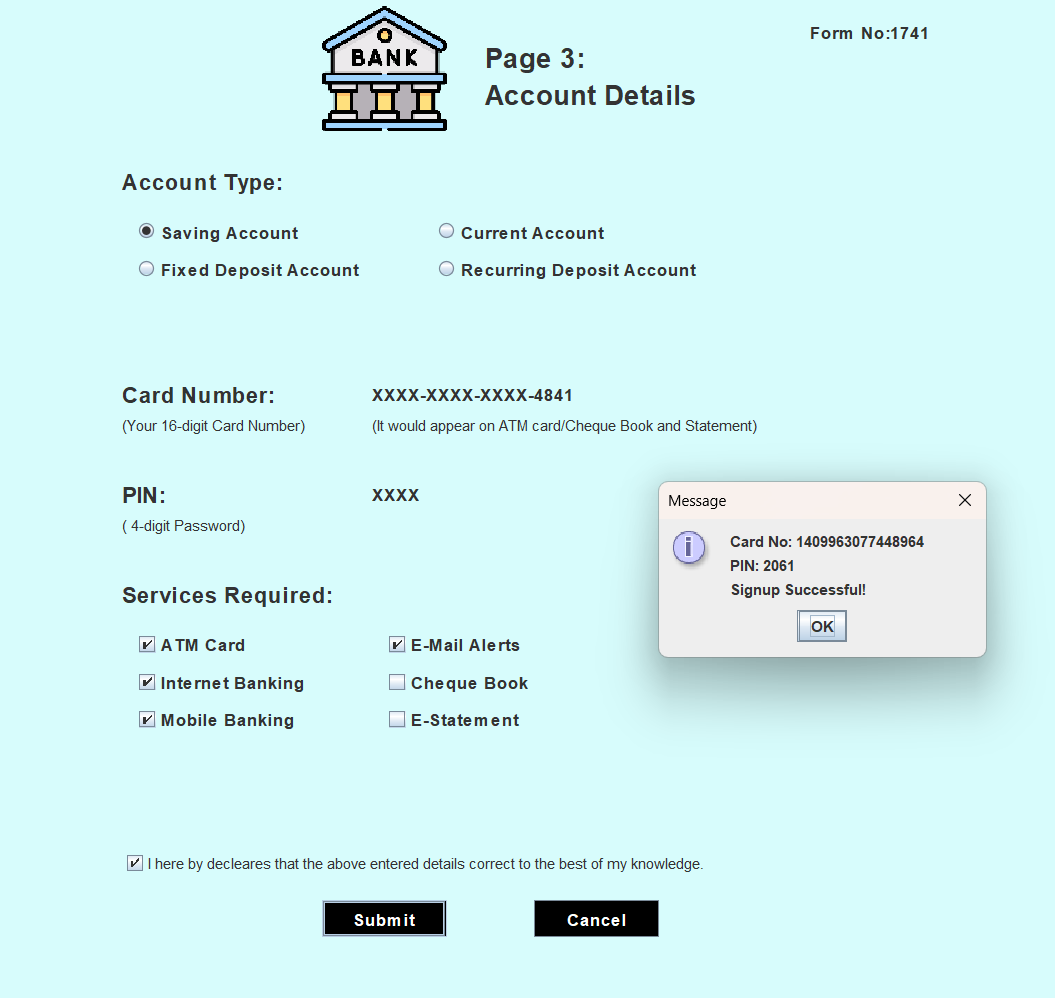 BANK
Form No:1741
Page 3:
Account Details
Account Type:
Saving Account
Current Account
Fixed Deposit Account
Recurring Deposit Account
Card Number:
XXXX-XXXX-XXXX-4841
(Your 16-digit Card Number)
(It would appear on ATM card/Cheque Book and Statement)
PIN:
XXXX
( 4-digit Password)
Message
Card No: 1409963077448964
PIN: 2061
Signup Successful!
OK
Services Required:
ATM Card
E-Mail Alerts
Internet Banking
Cheque Book
Mobile Banking
E-Statement
I here by decleares that the above entered details correct to the best of my knowledge.
Submit
Cancel